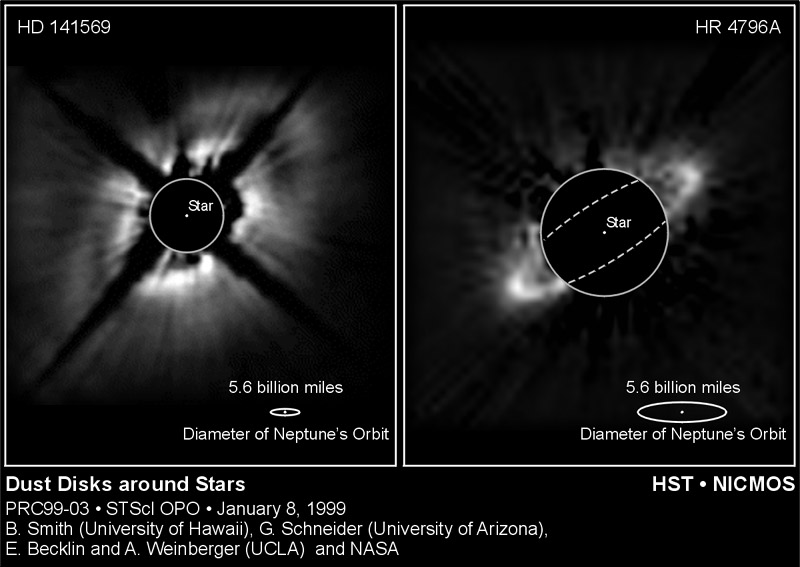 HD 141569
Star
5.6 billion miles
Diameter of Neptune's Orbit
HR 4796A
Star
5.6 billion miles
Diameter of Neptune's Orbit
Dust Disks around Stars
HST • NICMOS
PRC99-03 • STScI OPO • January 8, 1999
B. Smith (University of Hawaii), G. Schneider (University of Arizona),
E. Becklin and A. Weinberger (UCLA) and NASA